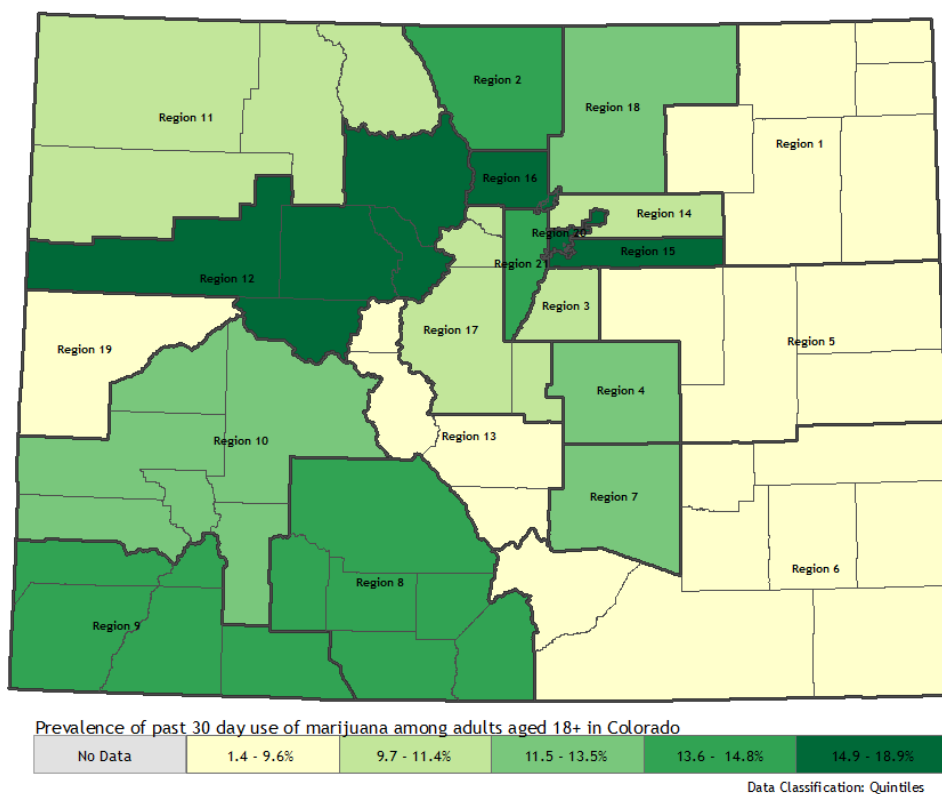 Region 2
Region 18
Region 11
Region 1
Region 16
Region 14
Region 20
Region 15
Region 21
Region 12
Region 3
Region 17
Region 5
Region 19
Region 4
Region 13
Region 10
Region 7
Region 6
Region 8
Region 9
Prevalence of past 30 day use of marijuana among adults aged 18+ in Colorado
No Data 1.4 - 9.6% 9.7 - 11.4% 11.5 - 13.5% 13.6 - 14.8% 14.9 - 18.9%
Data Classification: Quintiles